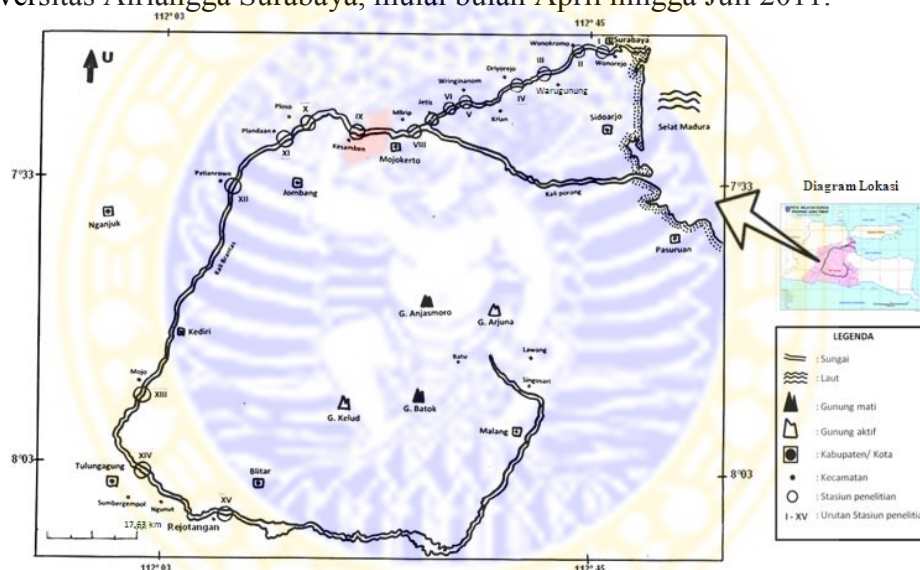 versitas Airlangga Surabaya, mulai bulan April hingga Juli 2011.
112°03
112°45
U
Surabaya
Wonokromo
I
II
Wonorejo
III
Driyorejo
Warugunung
Wringinanom
IV
VI
V
Krian
Jetis
Sidoarjo
Selat Madura
Ploso
X
IX
Mlirip
Plandaan
XI
Kesamben
VIII
Mojokerto
7°33
Patianrowo
XII
Jombang
Kali porong
7°33
Diagram Lokasi
Nganjuk
Pasuruan
Kali Brantas
G. Anjasmoro
G. Arjuna
Kediri
Batu
Lawang
Singosari
Mojo
XIII
G. Kelud
G. Batok
Malang
8°03
XIV
Tulungagung
Blitar
8°03
Sumbergempol
Ngunut
XV
17,63 km
Rejotangan
112°03
112°45
LEGENDA
: Sungai
: Laut
: Gunung mati
: Gunung aktif
: Kabupaten/ Kota
: Kecamatan
: Stasiun penelitian
I - XV : Urutan Stasiun penelitia